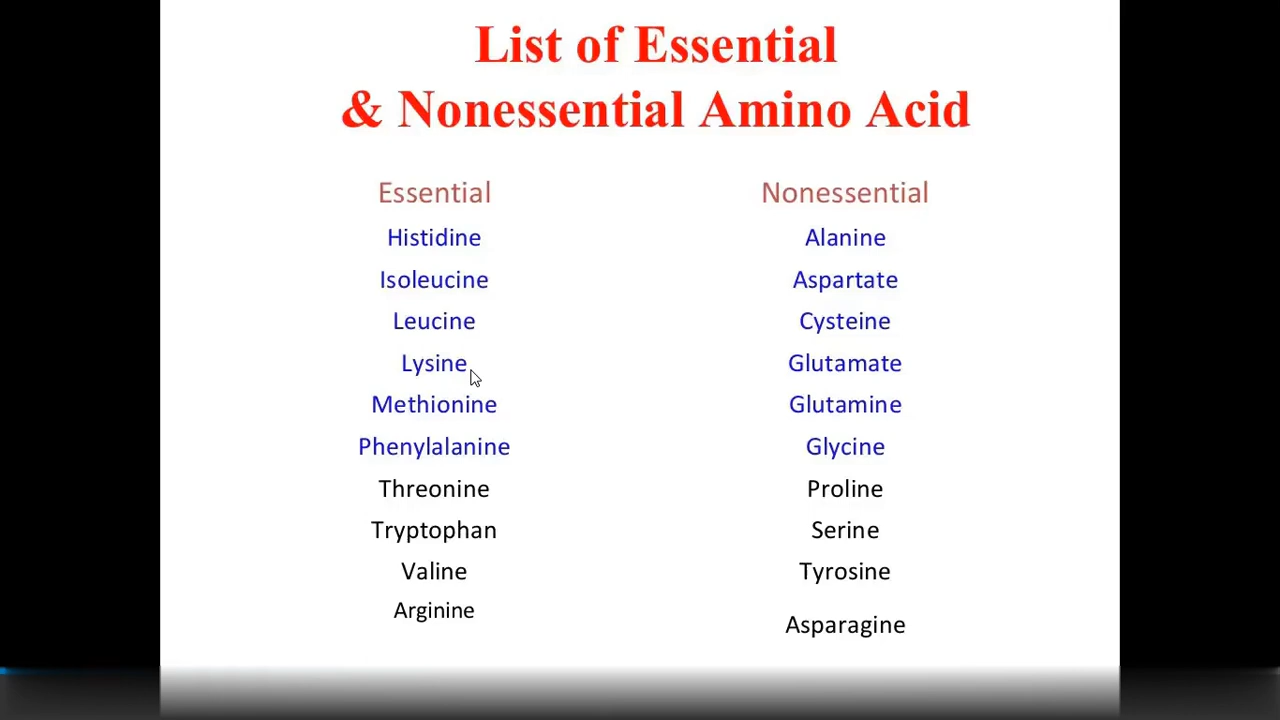 List of Essential
& Nonessential Amino Acid
Essential
Histidine
Isoleucine
Leucine
Lysine
Methionine
Phenylalanine
Threonine
Tryptophan
Valine
Arginine
Nonessential
Alanine
Aspartate
Cysteine
Glutamate
Glutamine
Glycine
Proline
Serine
Tyrosine
Asparagine